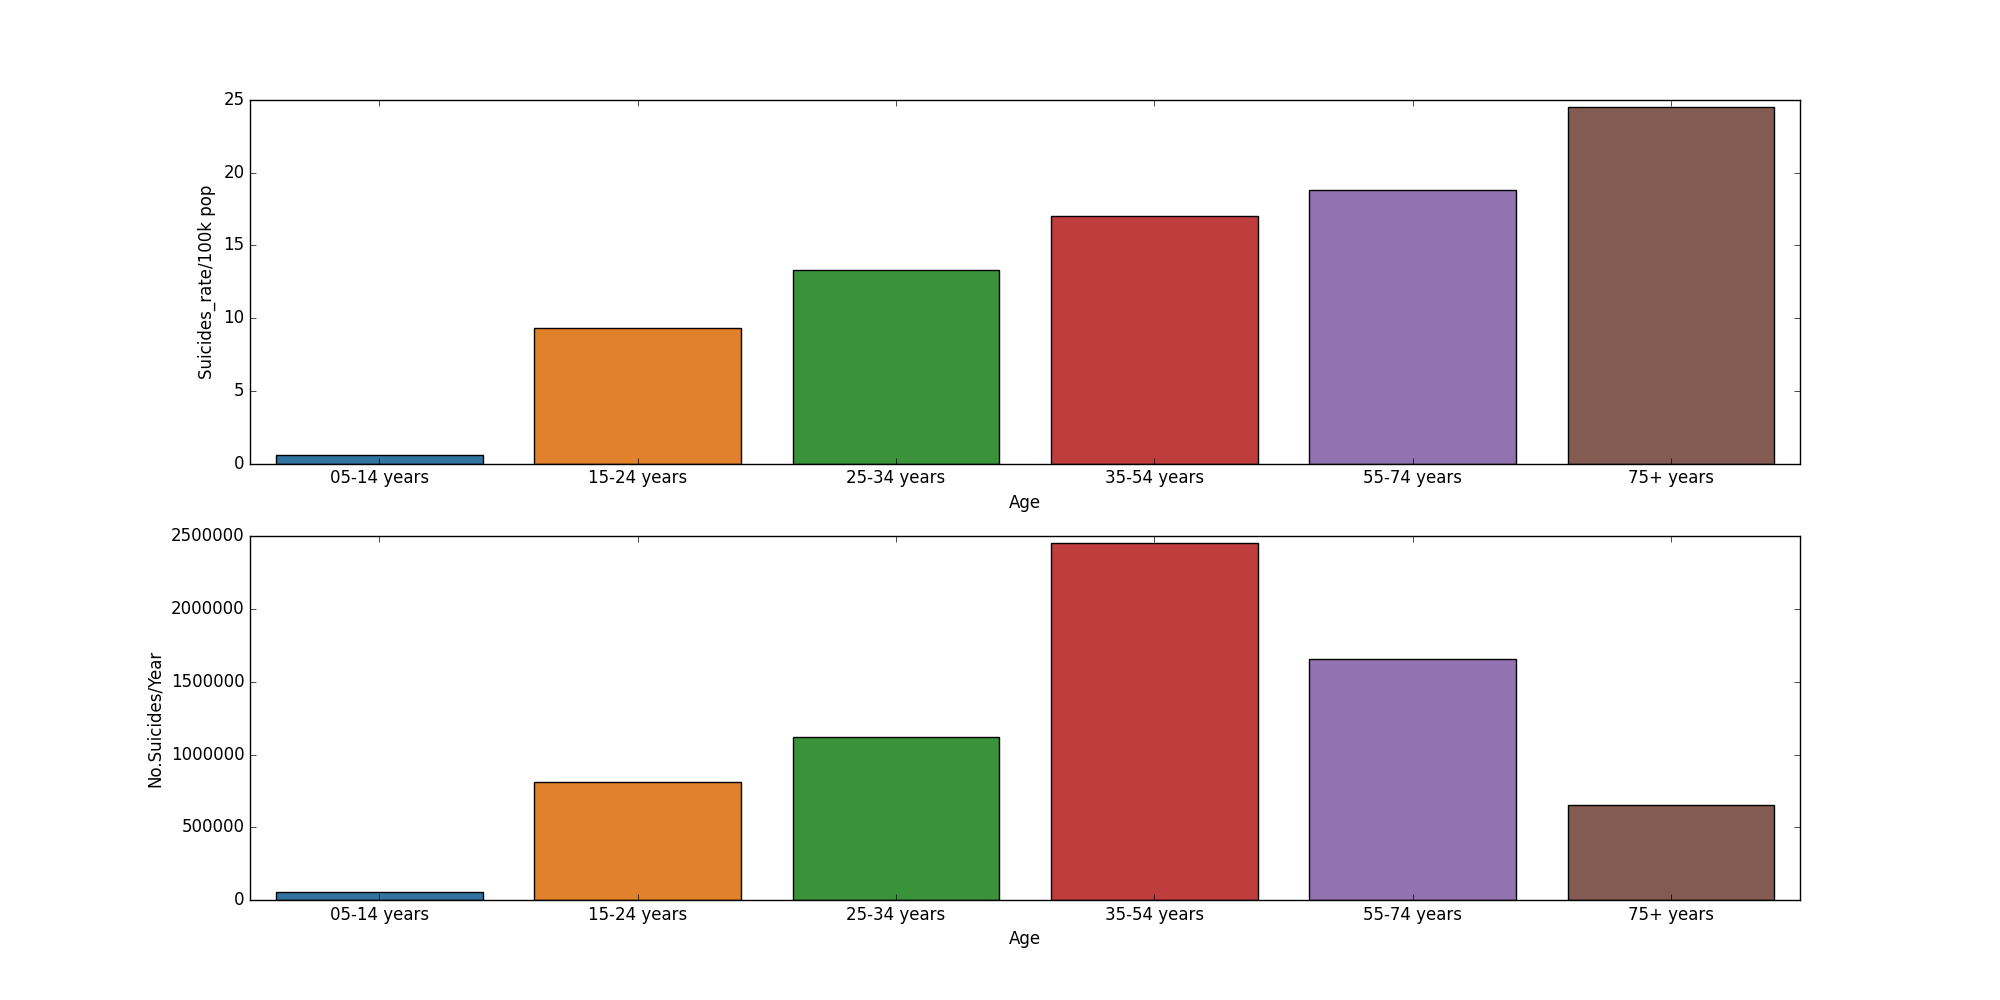 25
20
15
10
5
0
Suicides_rate/100k pop
05-14 years 15-24 years 25-34 years 35-54 years 55-74 years 75+ years
Age
2500000
2000000
1500000
1000000
500000
0
No.Suicides/Year
05-14 years 15-24 years 25-34 years 35-54 years 55-74 years 75+ years
Age